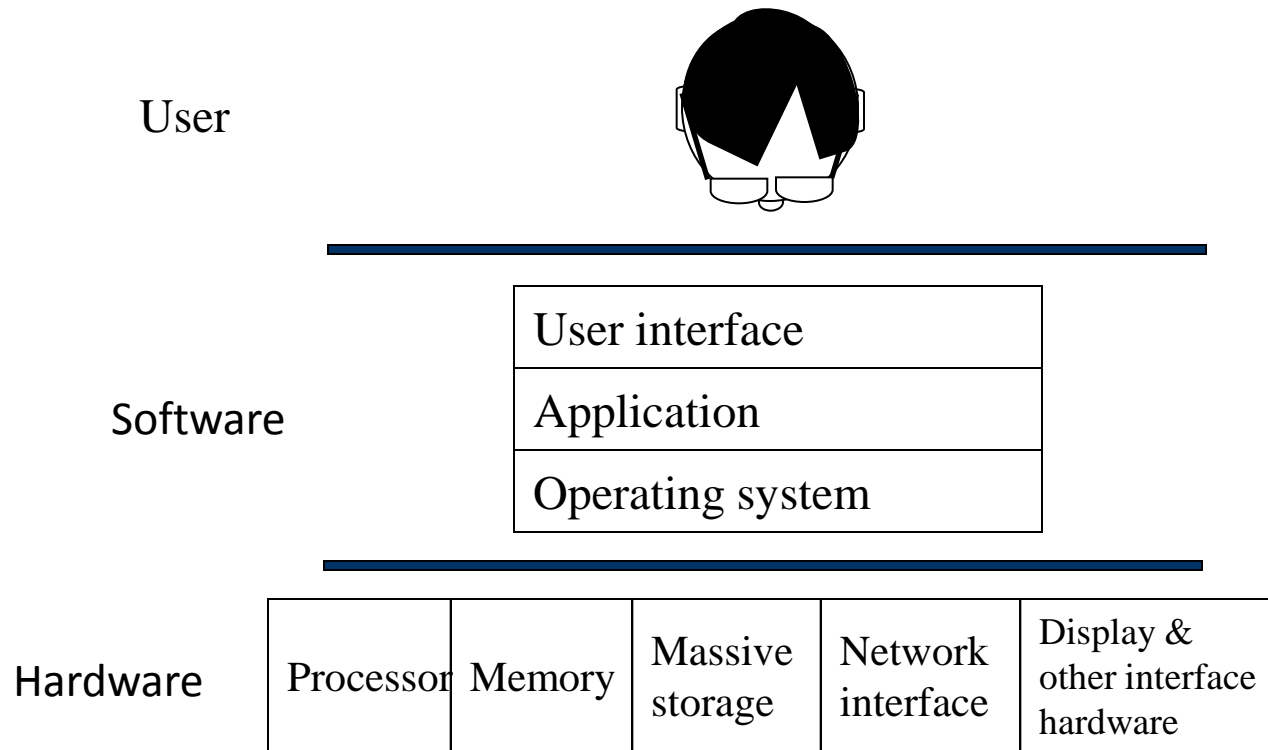 User
User interface
Application
Software
Operating system
Hardware
Processor
Memory
Massive
storage
Network
interface
Display &
other interface
hardware